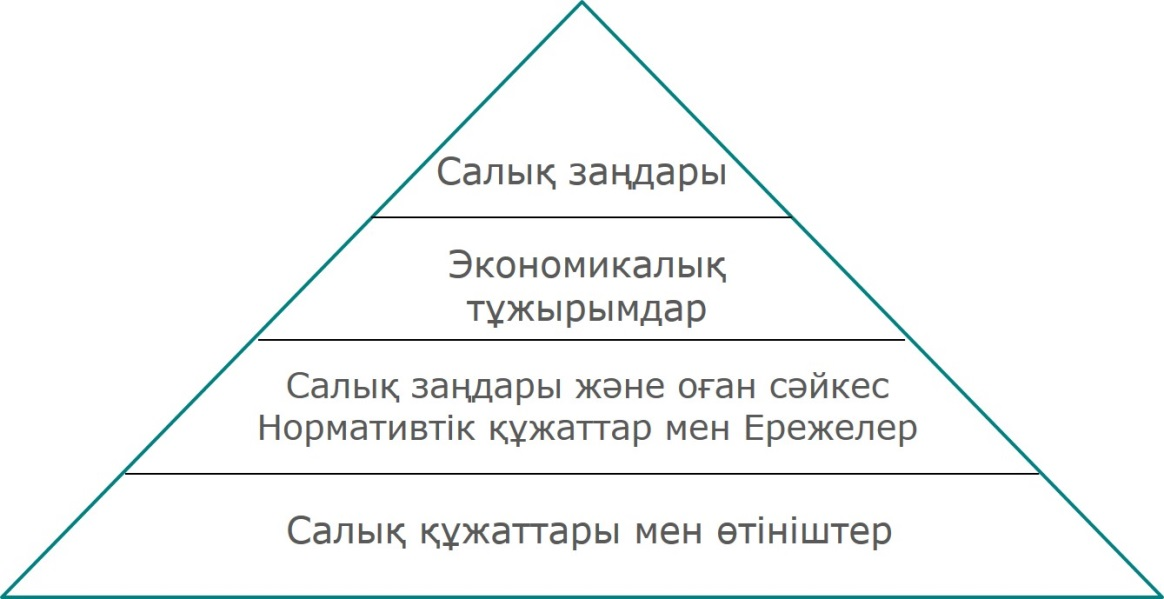 Салық заңдары
Экономикалық
тұжырымдар
Салық заңдары және оған сәйкес
Нормативтік құжаттар мен Ережелер
Салық құжаттары мен өтініштер